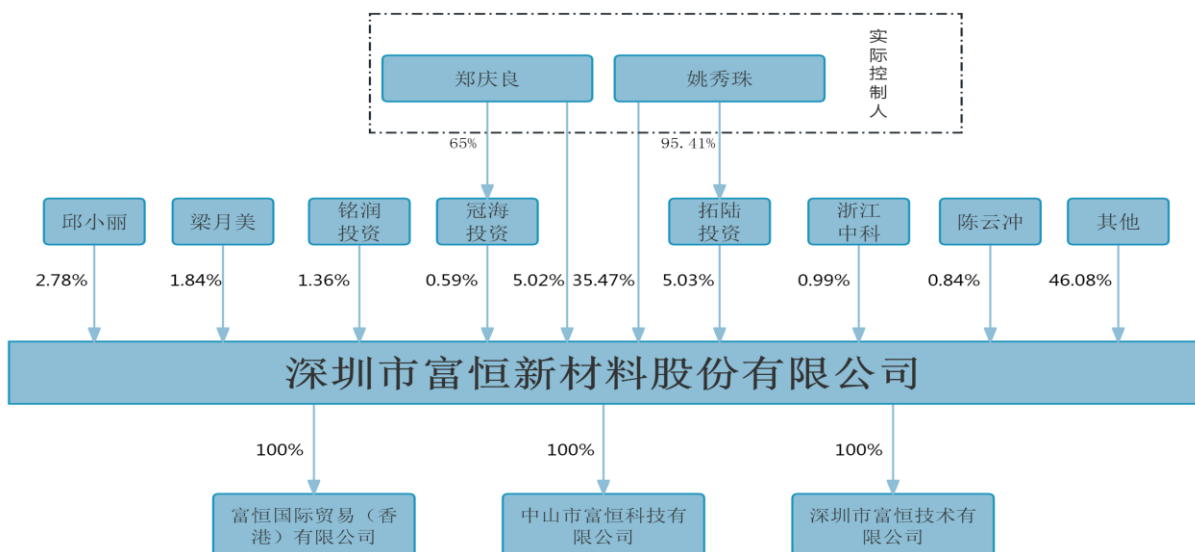 实际控制人
郑庆良
姚秀珠
65%
95.41%
邱小丽
梁月美
铭润
投资
冠海
投资
拓陆
投资
浙江
中科
陈云冲
其他
2.78%
1.84%
1.36%
0.59%
5.02%
35.47%
5.03%
0.99%
0.84%
46.08%
深圳市富恒新材料股份有限公司
100%
100%
100%
富恒国际贸易（香
港）有限公司
中山市富恒科技有
限公司
深圳市富恒技术有
限公司